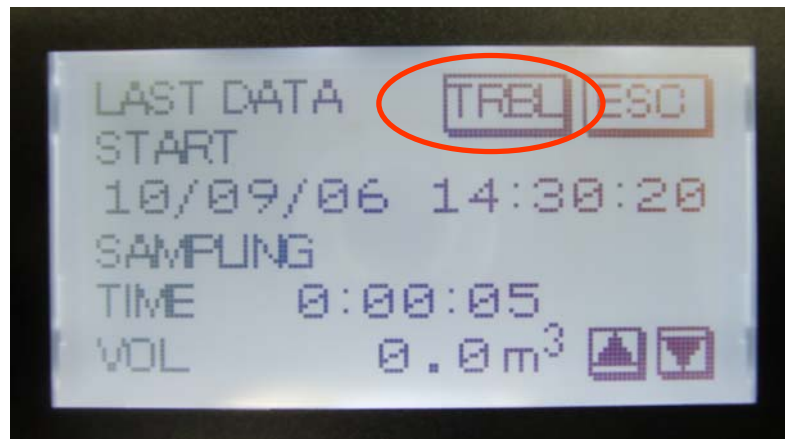 LAST DATA TRBL ESC
START
10/09/06 14:30:20
SAMPLING
TIME 0:00:05
VOL 0.0m³